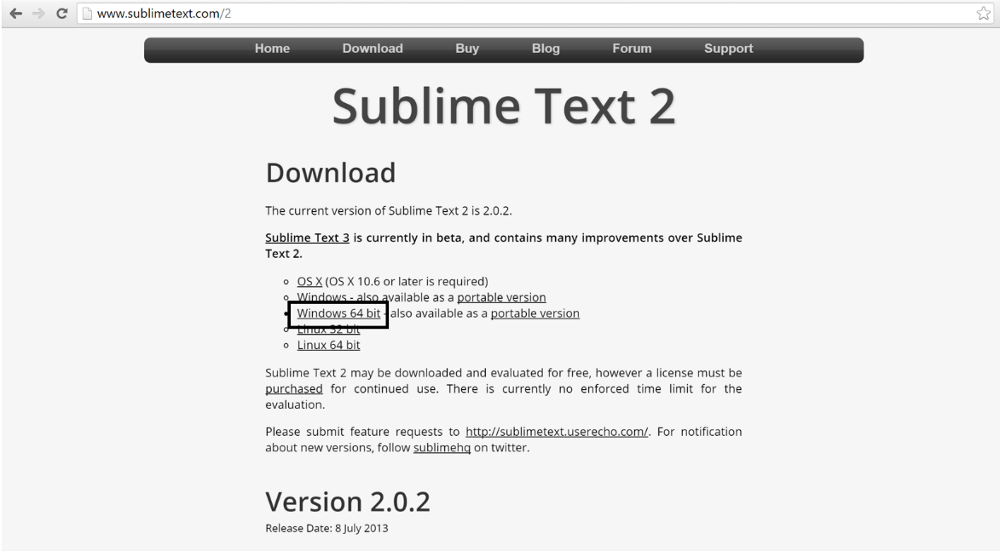 www.sublimetext.com/2
Home Download Buy Blog Forum Support
Sublime Text 2
Download
The current version of Sublime Text 2 is 2.0.2.
Sublime Text 3 is currently in beta, and contains many improvements over Sublime
Text 2.
OS X (OS X 10.6 or later is required)
Windows - also available as a portable version
Windows 64 bit - also available as a portable version
Linux 32 bit
Linux 64 bit
Sublime Text 2 may be downloaded and evaluated for free, however a license must be
purchased for continued use. There is currently no enforced time limit for the
evaluation.
Please submit feature requests to http://sublimetext.userecho.com/. For notification
about new versions, follow sublimehq on twitter.
Version 2.0.2
Release Date: 8 July 2013